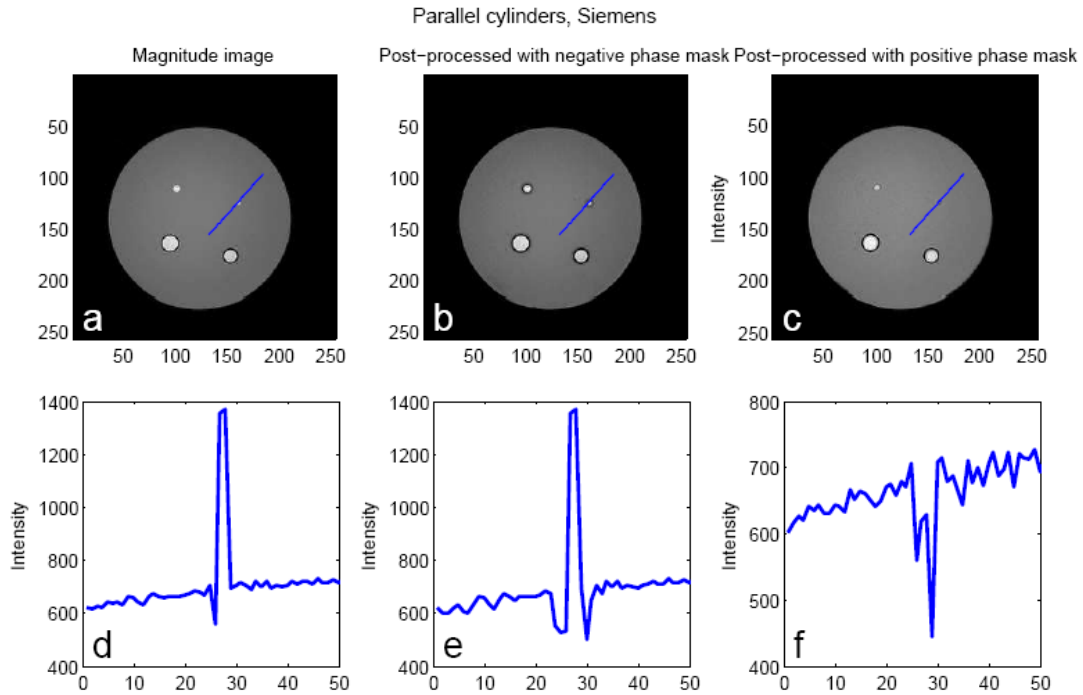 Parallel cylinders, Siemens
Magnitude image
Post-processed with negative phase mask
Post-processed with positive phase mask
50
100
150
200
250
a
50 100 150 200 250
50
100
150
200
250
b
50 100 150 200 250
Intensity
50
100
150
200
250
c
50 100 150 200 250
Intensity
1400
1200
1000
800
600
400
d
0 10 20 30 40 50
Intensity
1400
1200
1000
800
600
400
e
0 10 20 30 40 50
Intensity
800
700
600
500
400
f
0 10 20 30 40 50